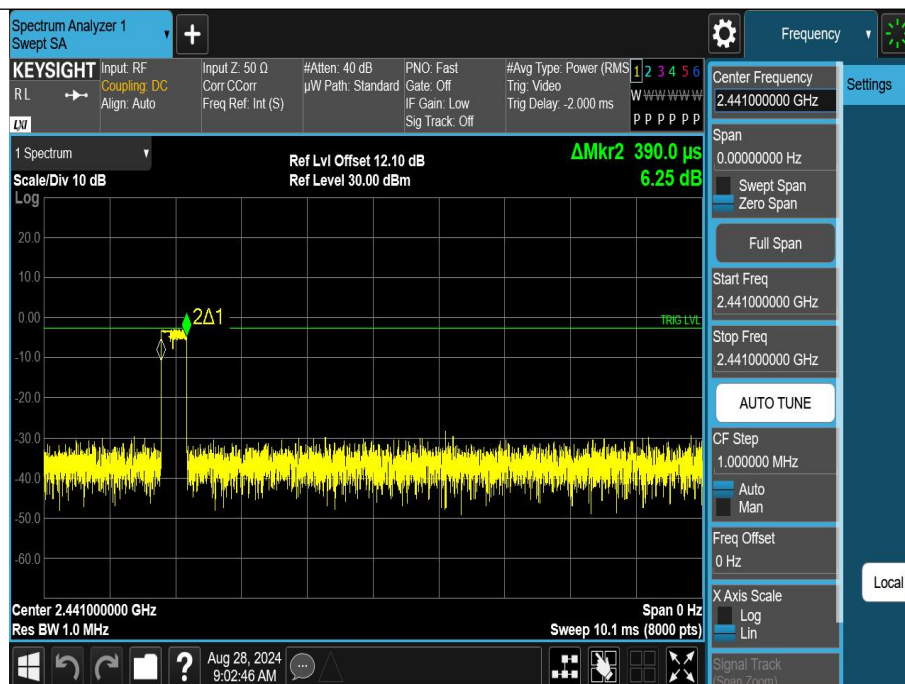 Spectrum Analyzer 1
Swept SA
Frequency
KEYSIGHT
RL
LXI
Input: RF
Coupling: DC
Align: Auto
Input Z: 50 Ω
Corr CCorr
Freq Ref: Int (S)
#Atten: 40 dB
µW Path: Standard
PNO: Fast
Gate: Off
IF Gain: Low
Sig Track: Off
#Avg Type: Power (RMS
Trig: Video
Trig Delay: -2.000 ms
1 2 3 4 5 6
W W W W W W
P P P P P P
1 Spectrum
Scale/Div 10 dB
Log
Ref Lvl Offset 12.10 dB
Ref Level 30.00 dBm
ΔMkr2 390.0 µs
6.25 dB
20.0
10.0
0.00
-10.0
-20.0
-30.0
-40.0
-50.0
-60.0
2Δ1
TRIG LVL
Center 2.441000000 GHz
Res BW 1.0 MHz
Span 0 Hz
Sweep 10.1 ms (8000 pts)
Aug 28, 2024
9:02:46 AM
?
Center Frequency
2.441000000 GHz
Span
0.00000000 Hz
Swept Span
Zero Span
Full Span
Start Freq
2.441000000 GHz
Stop Freq
2.441000000 GHz
AUTO TUNE
CF Step
1.000000 MHz
Auto
Man
Freq Offset
0 Hz
X Axis Scale
Log
Lin
Signal Track
(Span Zoom)
Settings
Local